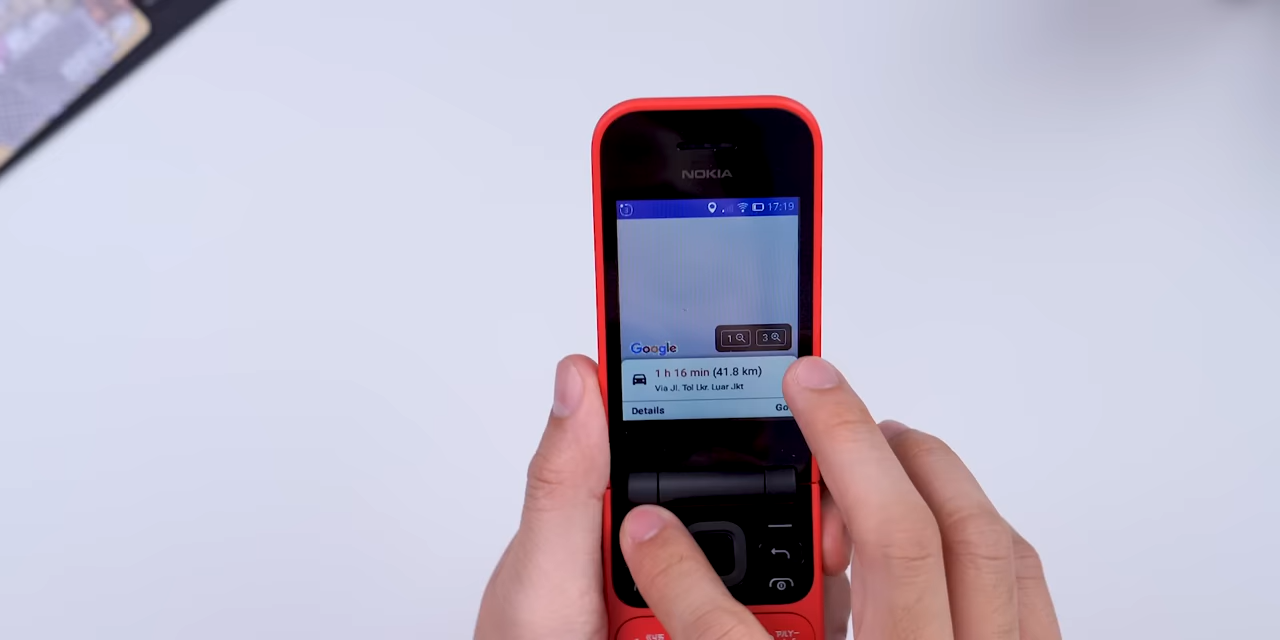 NOKIA
17:19
Google
1
3
1 h 16 min (41.8 km)
Via Jl. Tol Lkr. Luar Jkt
Details
Go